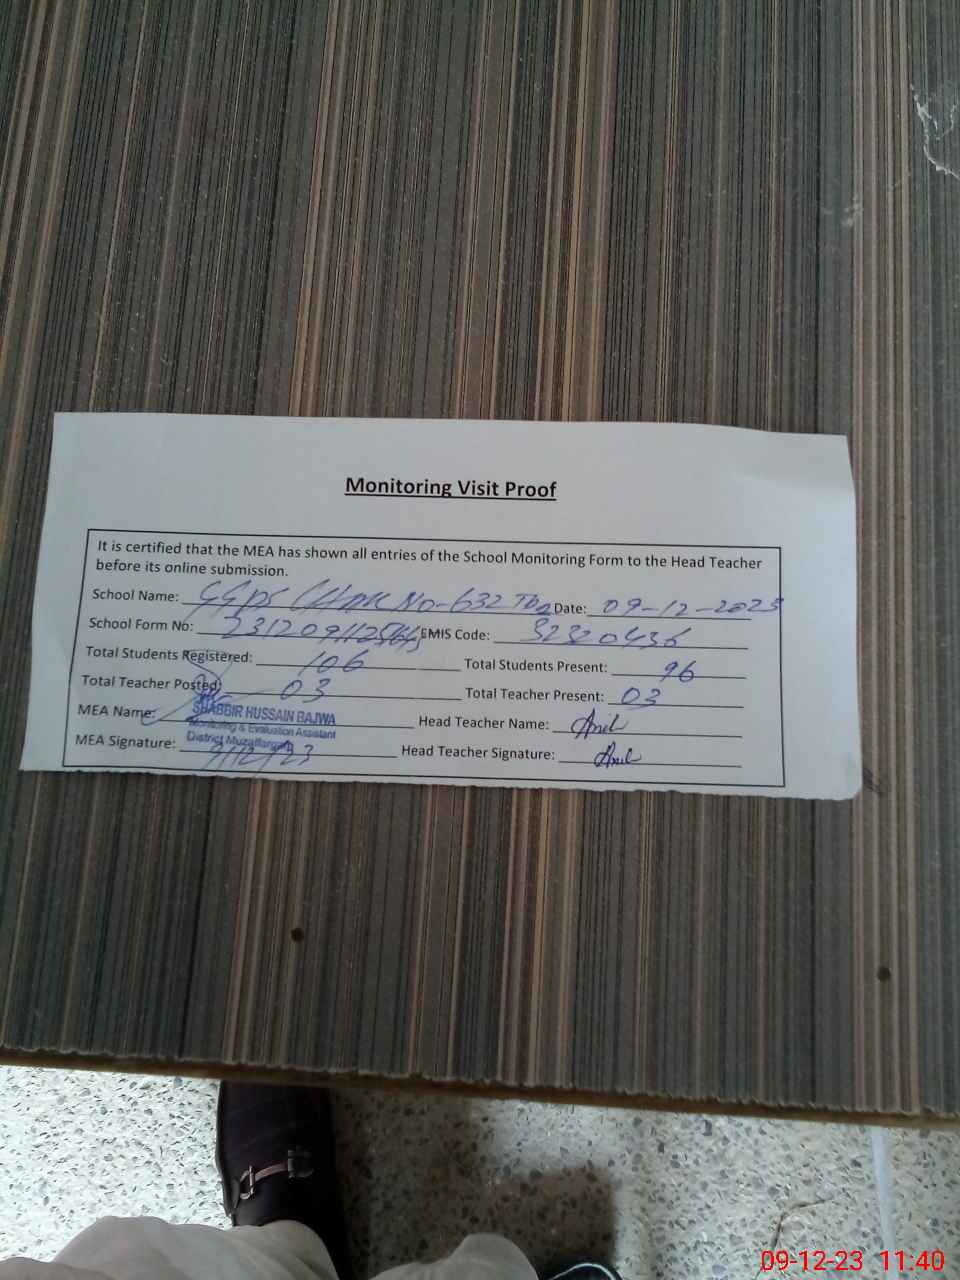 Monitoring Visit Proof
It is certified that the MEA has shown all entries of the School Monitoring Form to the Head Teacher
before its online submission.
School Name: GGPS Chak No-632 TDA Date: 09-12-2023
School Form No: EMIS Code: 32320436
Total Students Registered: 106 Total Students Present: 96
Total Teacher Posted: 03 Total Teacher Present: 03
MEA Name: SHABBIR HUSSAIN BAJWA Head Teacher Name:
Monitoring & Evaluation Assistant
District Muzaffargarh
MEA Signature: 9/12/23 Head Teacher Signature:
09-12-23 11:40